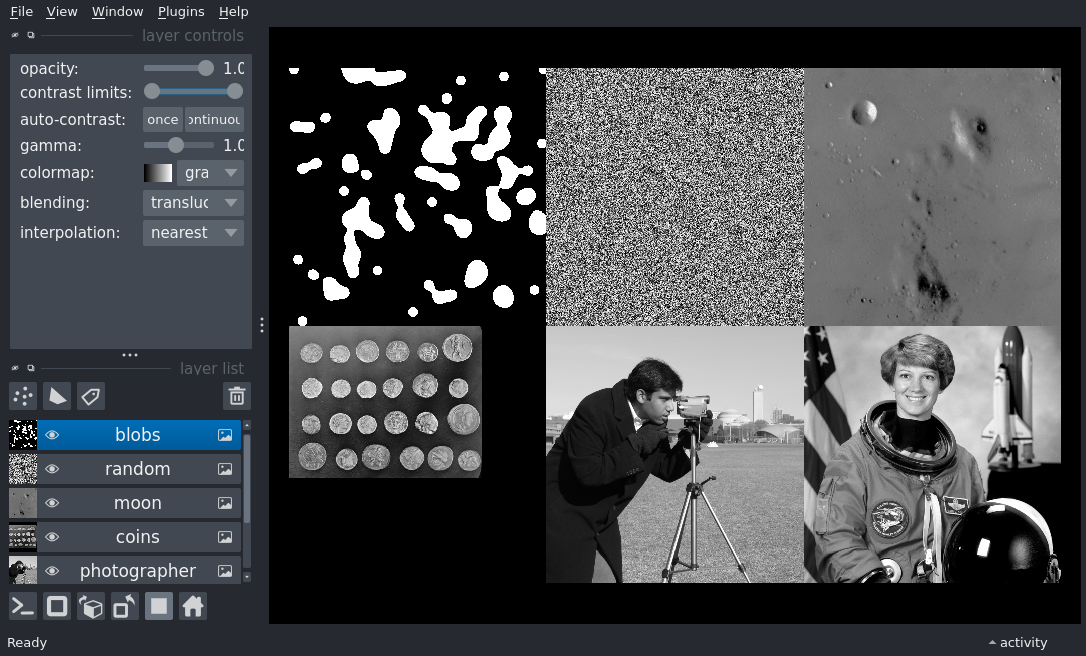 File View Window Plugins Help
layer controls
opacity: 1.0
contrast limits:
auto-contrast: once ontinuou
gamma: 1.0
colormap: gra
blending: transluc
interpolation: nearest
layer list
blobs
random
moon
coins
photographer
Ready
activity